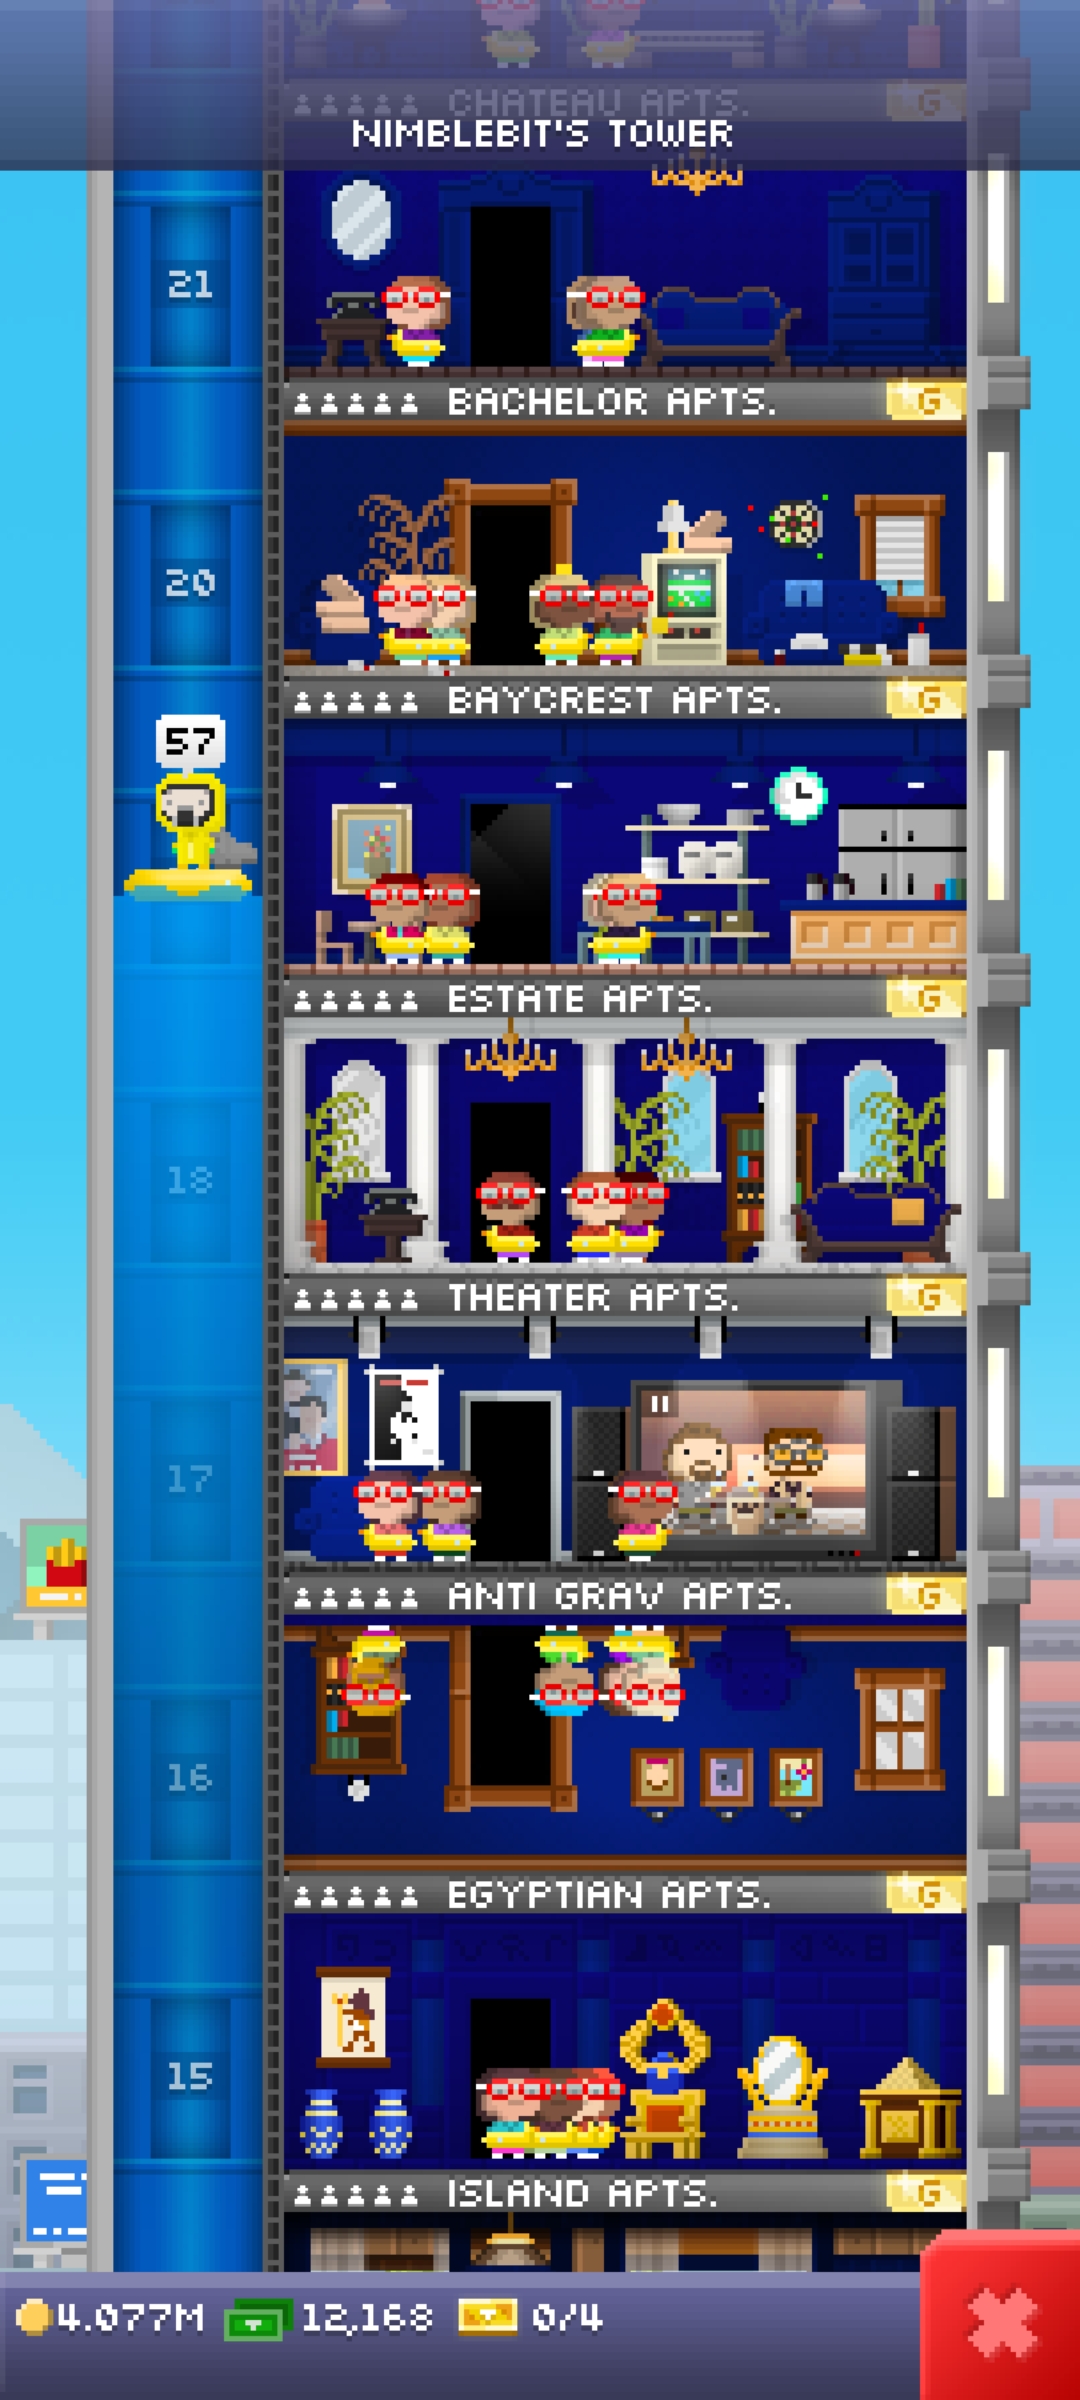 CHATEAU APTS.
G
NIMBLEBIT'S TOWER
21
BACHELOR APTS.
G
20
BAYCREST APTS.
G
57
ESTATE APTS.
G
18
THEATER APTS.
G
17
ANTI GRAV APTS.
G
16
EGYPTIAN APTS.
G
15
ISLAND APTS.
G
4.077M 12,168 0/4